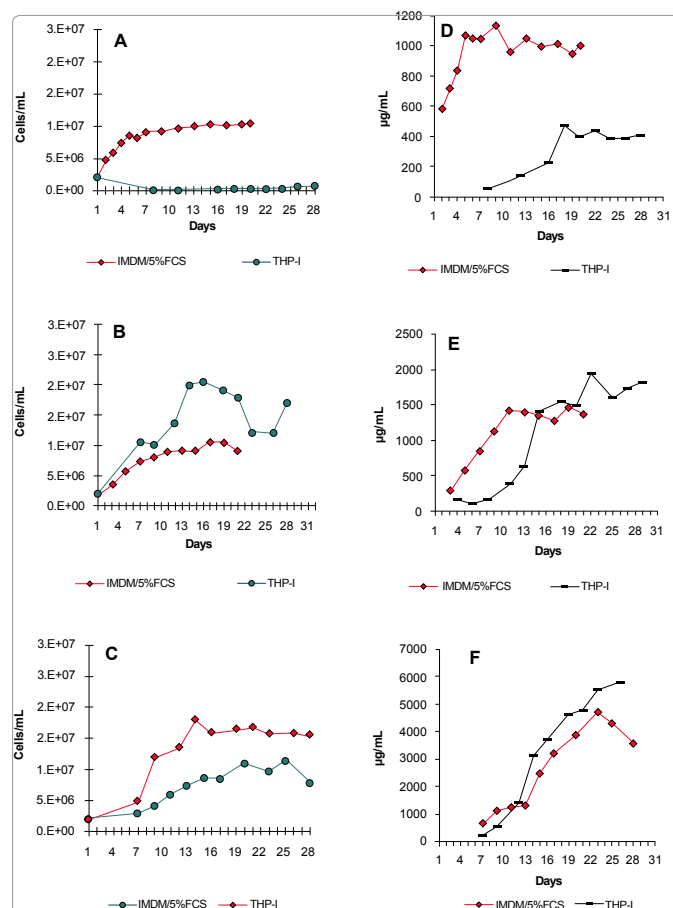 A
3.E+07
3.E+07
2.E+07
2.E+07
1.E+07
5.E+06
0.E+00
Cells/mL
1 4 7 10 13 16 19 22 25 28
Days
IMDM/5%FCS THP-I
D
1200
1000
800
600
400
200
0
µg/mL
1 4 7 10 13 16 19 22 25 28 31
Days
IMDM/5%FCS THP-I
B
3.E+07
3.E+07
2.E+07
2.E+07
1.E+07
5.E+06
0.E+00
Cells/mL
1 4 7 10 13 16 19 22 25 28 31
Days
IMDM/5%FCS THP-I
E
2500
2000
1500
1000
500
0
µg/mL
1 4 7 10 13 16 19 22 25 28 31
Days
IMDM/5%FCS THP-I
C
3.E+07
3.E+07
2.E+07
2.E+07
1.E+07
5.E+06
0.E+00
Cells/mL
1 4 7 10 13 16 19 22 25 28
Days
IMDM/5%FCS THP-I
F
7000
6000
5000
4000
3000
2000
1000
0
µg/mL
1 4 7 10 13 16 19 22 25 28 31
Days
IMDM/5%FCS THP-I